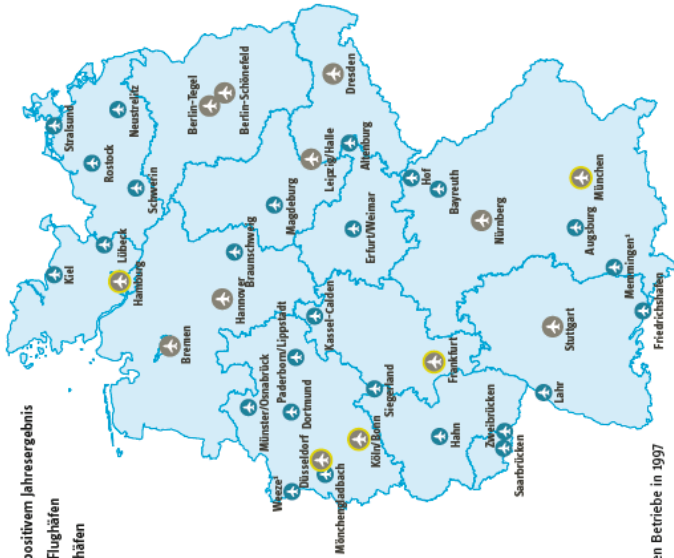 positivem Jahresergebnis
Flughäfen
häfen
Kiel
Stralsund
Rostock
Neustrelitz
Lübeck
Hamburg
Schwerin
Bremen
Berlin-Tegel
Berlin-Schönefeld
Hannover
Braunschweig
Münster/Osnabrück
Magdeburg
Paderborn/Lippstadt
Dortmund
Weeze¹
Düsseldorf
Mönchengladbach
Kassel-Calden
Leipzig/Halle
Dresden
Altenburg
Köln/Bonn
Siegerland
Erfurt/Weimar
Hof
Bayreuth
Frankfurt
Hahn
Nürnberg
Zweibrücken
Saarbrücken
Lahr
Stuttgart
Augsburg
München
Memmingen¹
Friedrichshafen
en Betriebe in 1997